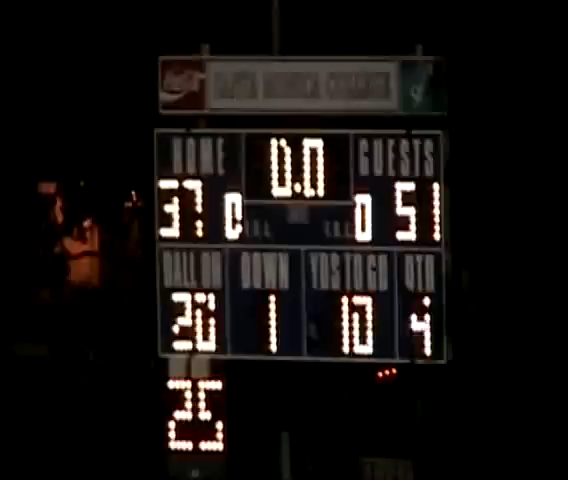 HOME 0.0 GUESTS
37 0 0 51
BALL ON DOWN YDS TO GO QTR
20 1 10 4
25